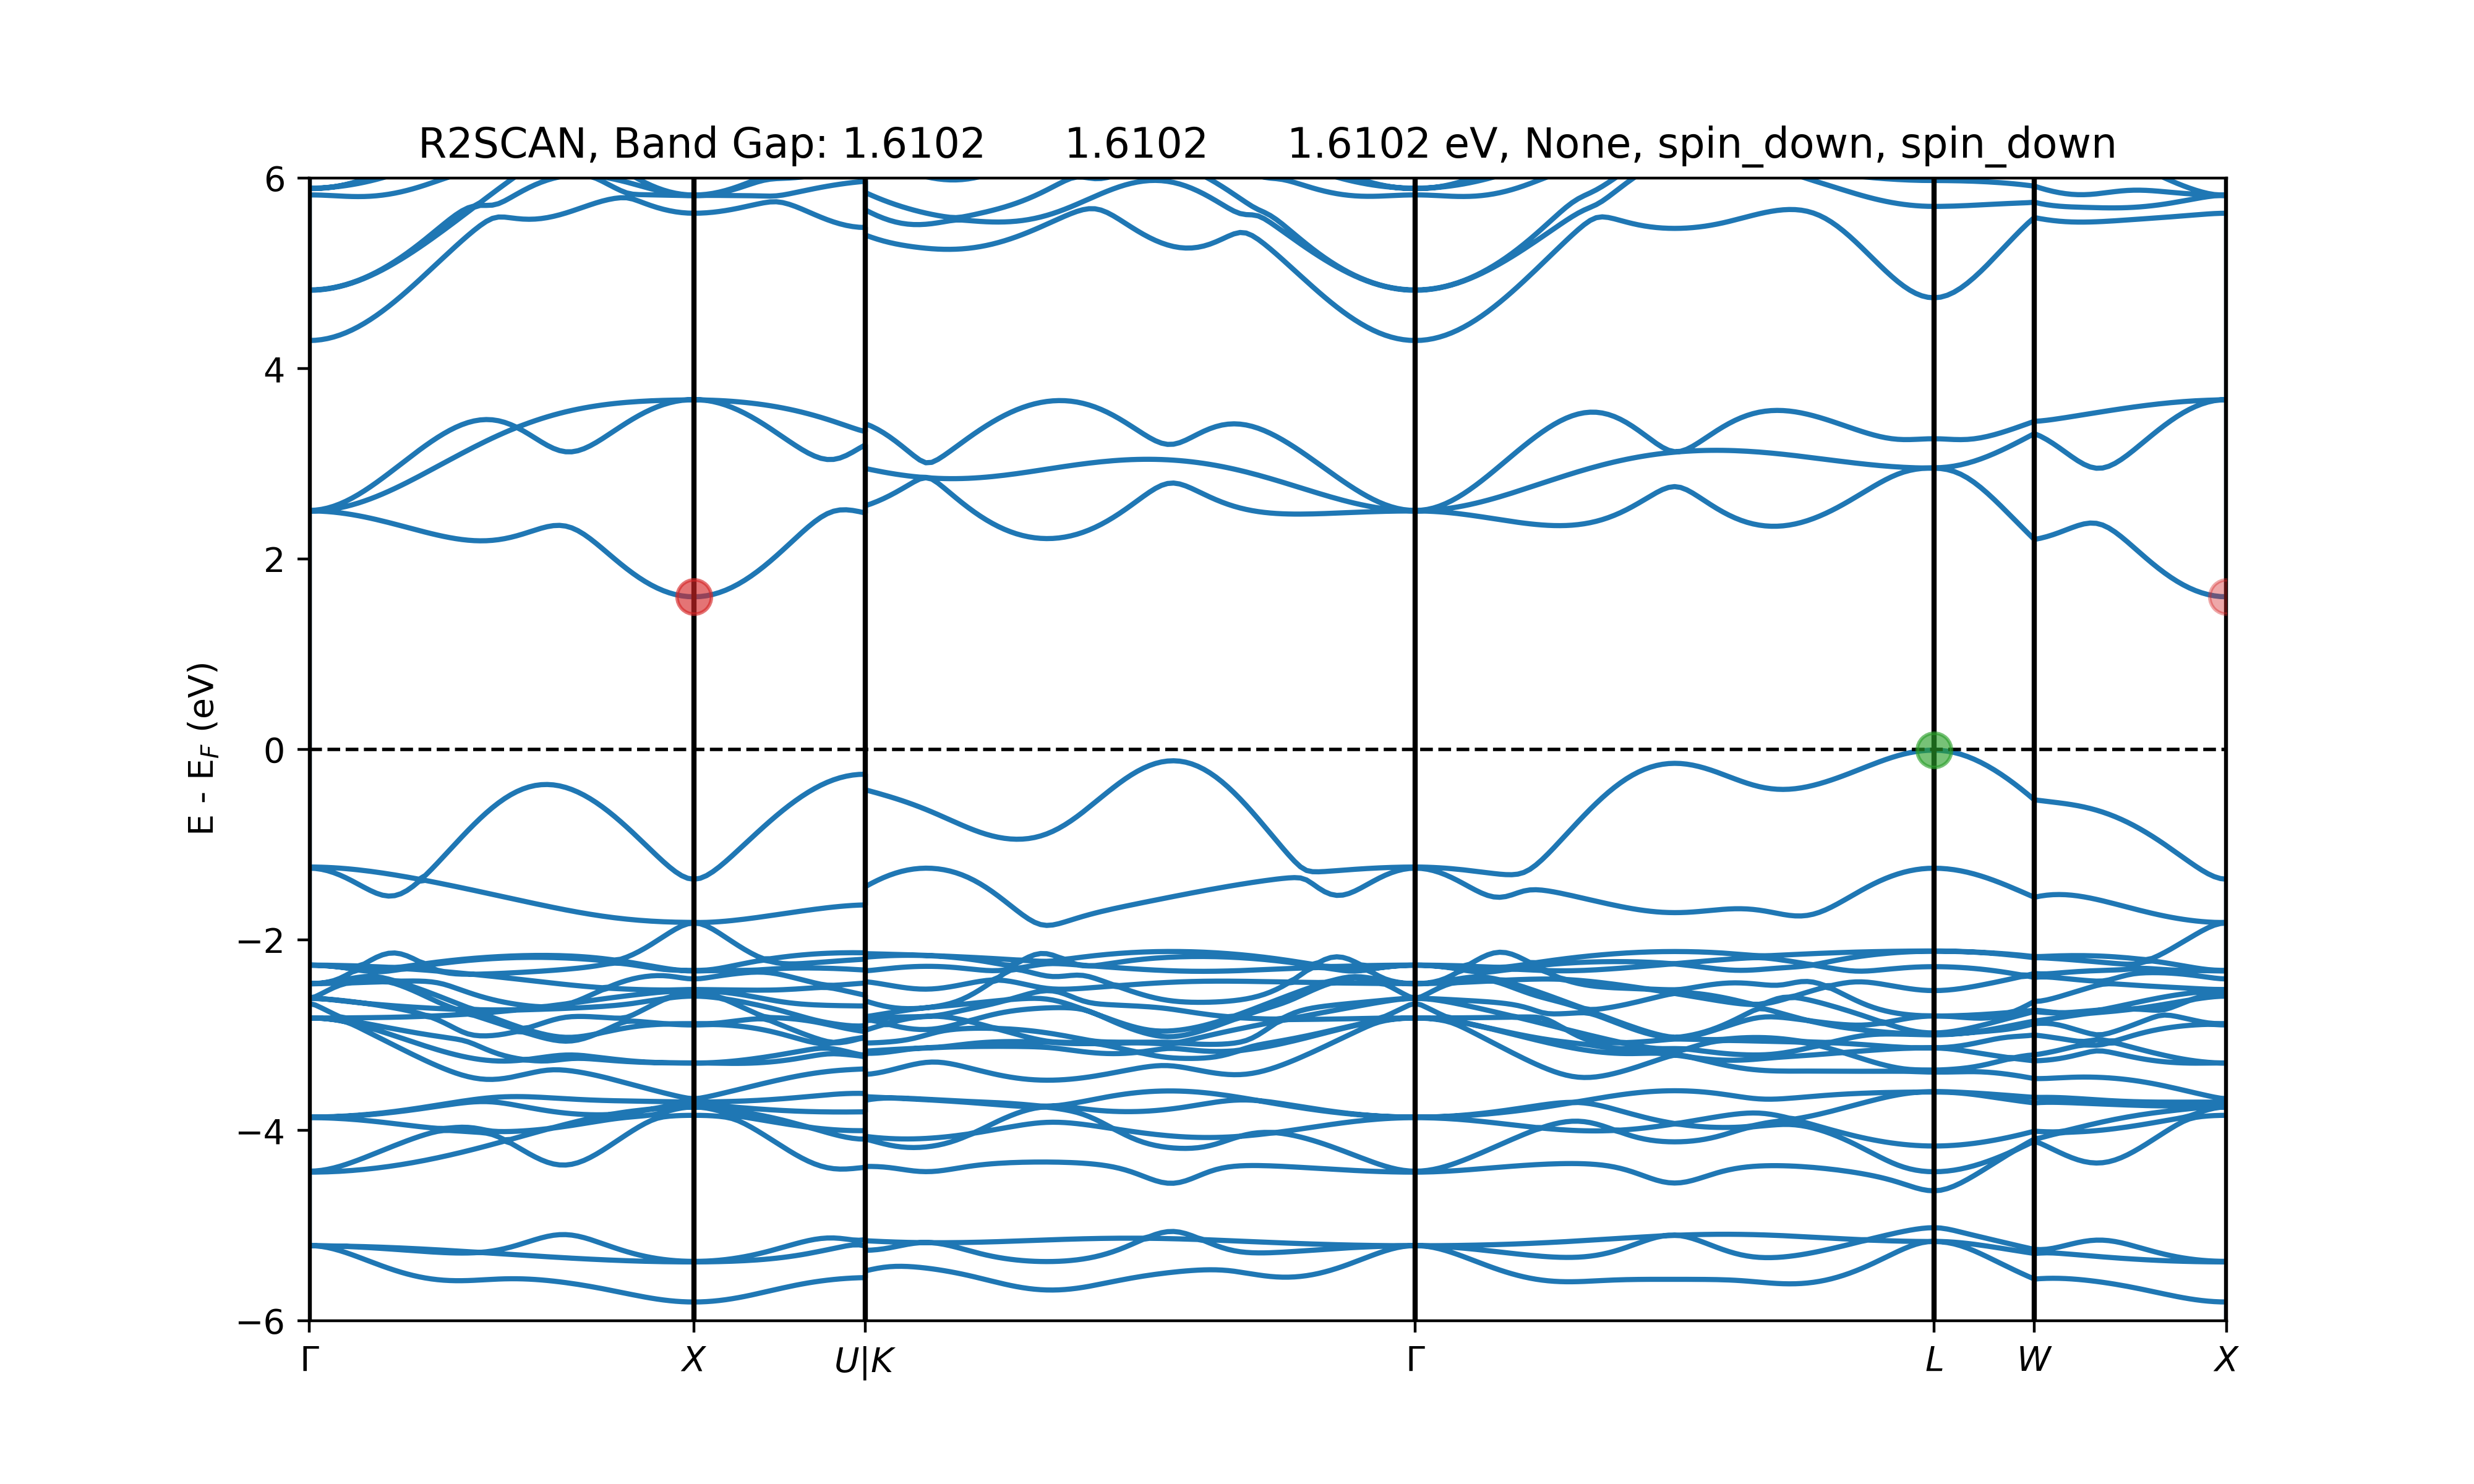 R2SCAN, Band Gap: 1.6102 1.6102 1.6102 eV, None, spin_down, spin_down
6
4
2
0
−2
−4
−6
E - E_F (eV)
Γ X U|K Γ L W X